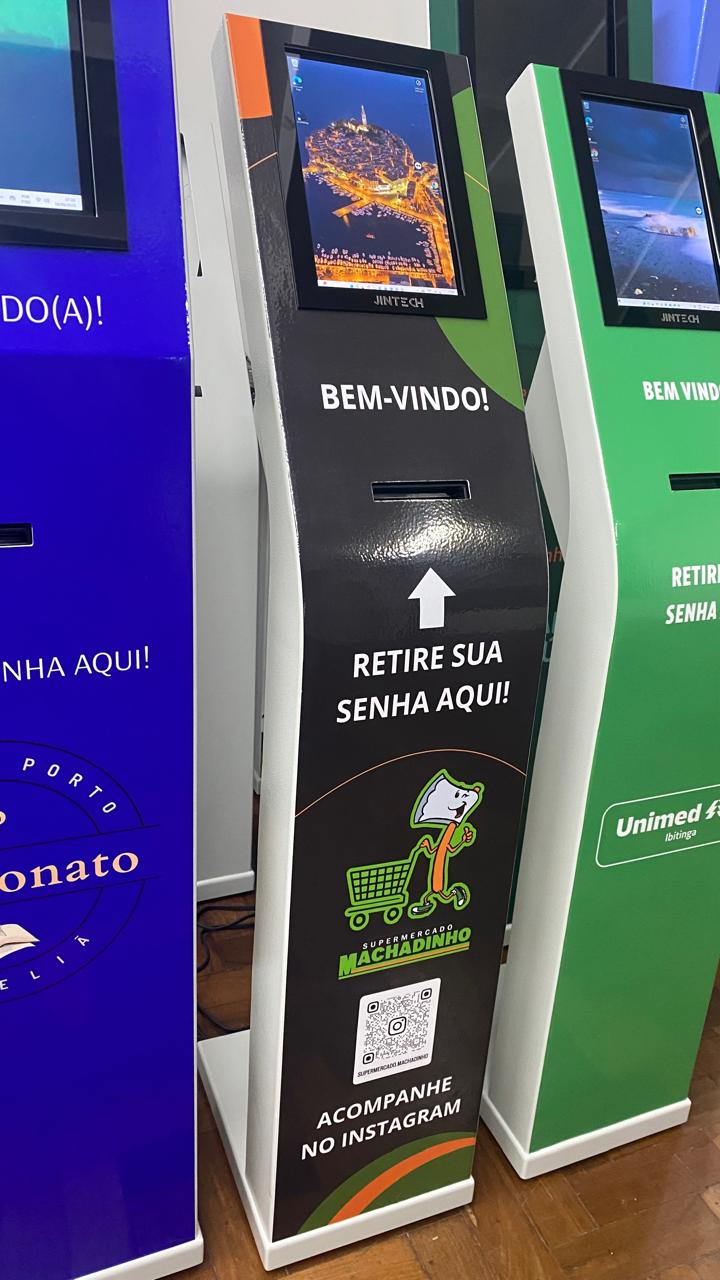 DO(A)!
NHA AQUI!
PORTO
onato
ELIÃ
JINTECH
BEM-VINDO!
RETIRE SUA
SENHA AQUI!
SUPERMERCADO
MACHADINHO
SUPERMERCADO.MACHADINHO
ACOMPANHE
NO INSTAGRAM
JINTECH
BEM VIND
RETIR
SENHA
Unimed
Ibitinga